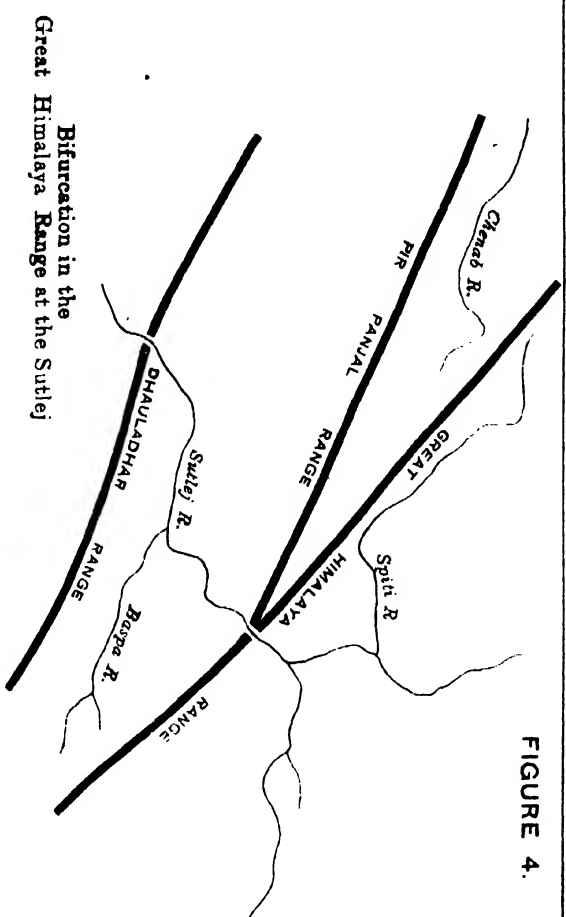 FIGURE 4.
Chenab R.
PIR PANJAL RANGE
GREAT HIMALAYA RANGE
Spiti R
Sutlej R.
DHAULADHAR RANGE
Baspa R.
Bifurcation in the
Great Himalaya Range at the Sutlej